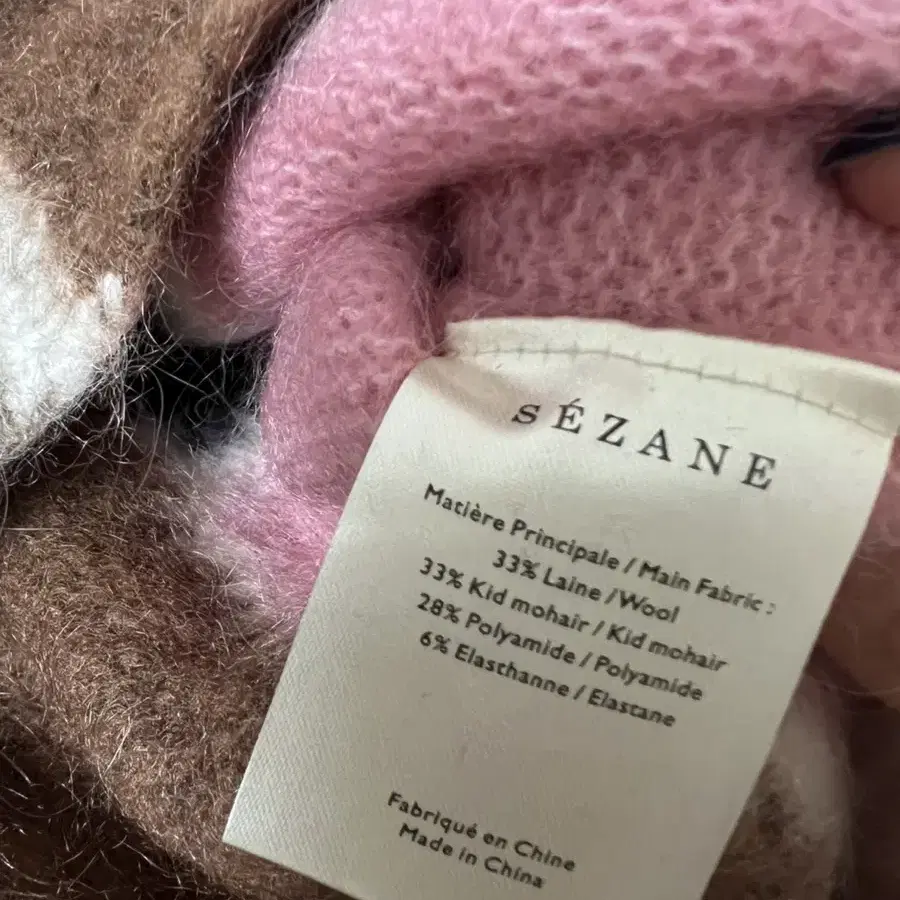 sÉZANE
Matière Principale / Main Fabric :
33% Laine /Wool
33% Kid mohair / Kid mohair
28% Polyamide / Polyamide
6% Elasthanne / Elastane
Fabriqué en Chine
Made in China